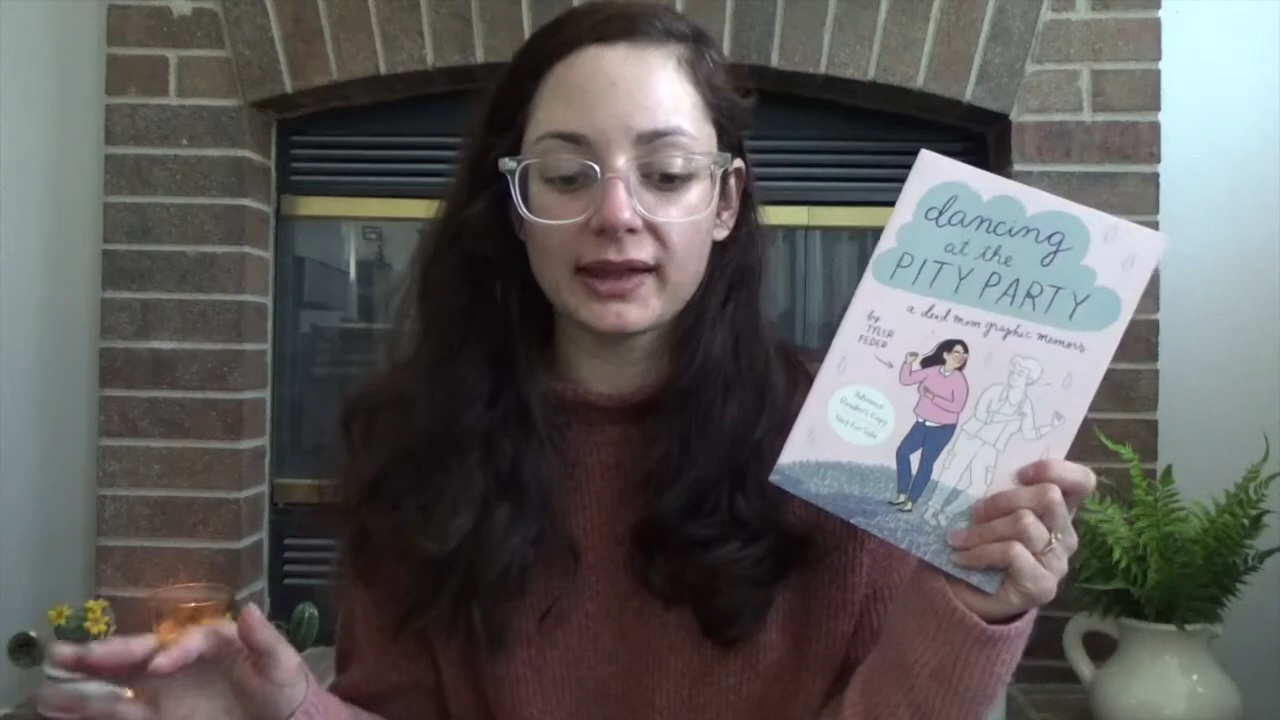 dancing
at the
PITY PARTY
a dead mom graphic memoir
by
TYLER
FEDER
Advance
Reader's Copy
Not For Sale